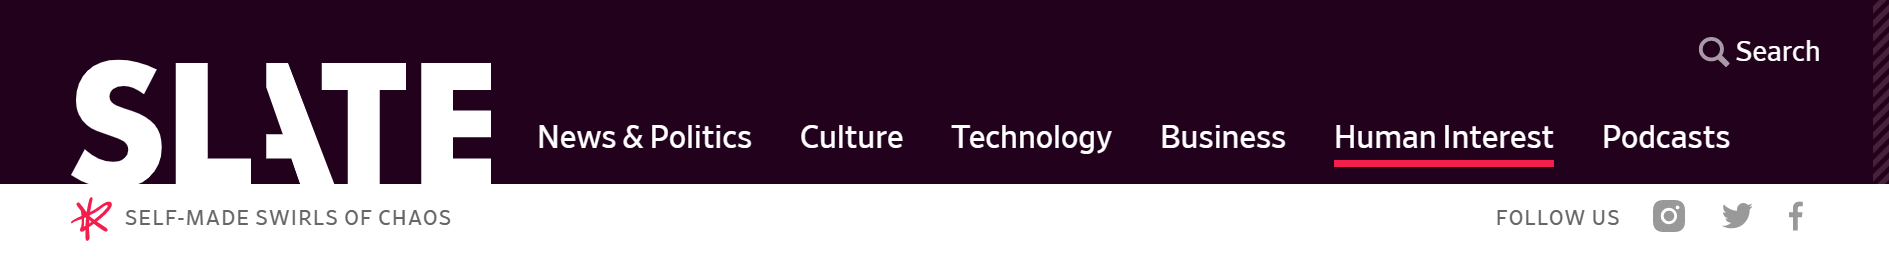 Search
SLATE
News & Politics Culture Technology Business Human Interest Podcasts
SELF-MADE SWIRLS OF CHAOS
FOLLOW US